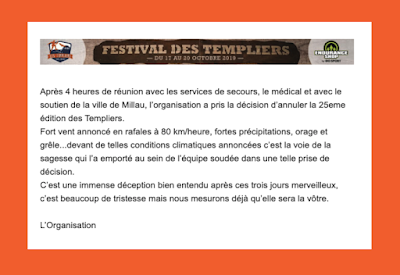 FESTIVAL DES TEMPLIERS
DU 17 AU 20 OCTOBRE 2019
ENDURANCE
SHOP
Après 4 heures de réunion avec les services de secours, le médical et avec le
soutien de la ville de Millau, l'organisation a pris la décision d'annuler la 25eme
édition des Templiers.
Fort vent annoncé en rafales à 80 km/heure, fortes précipitations, orage et
grêle...devant de telles conditions climatiques annoncées c'est la voie de la
sagesse qui l'a emporté au sein de l'équipe soudée dans une telle prise de
décision.
C'est une immense déception bien entendu après ces trois jours merveilleux,
c'est beaucoup de tristesse mais nous mesurons déjà qu'elle sera la vôtre.
L'Organisation